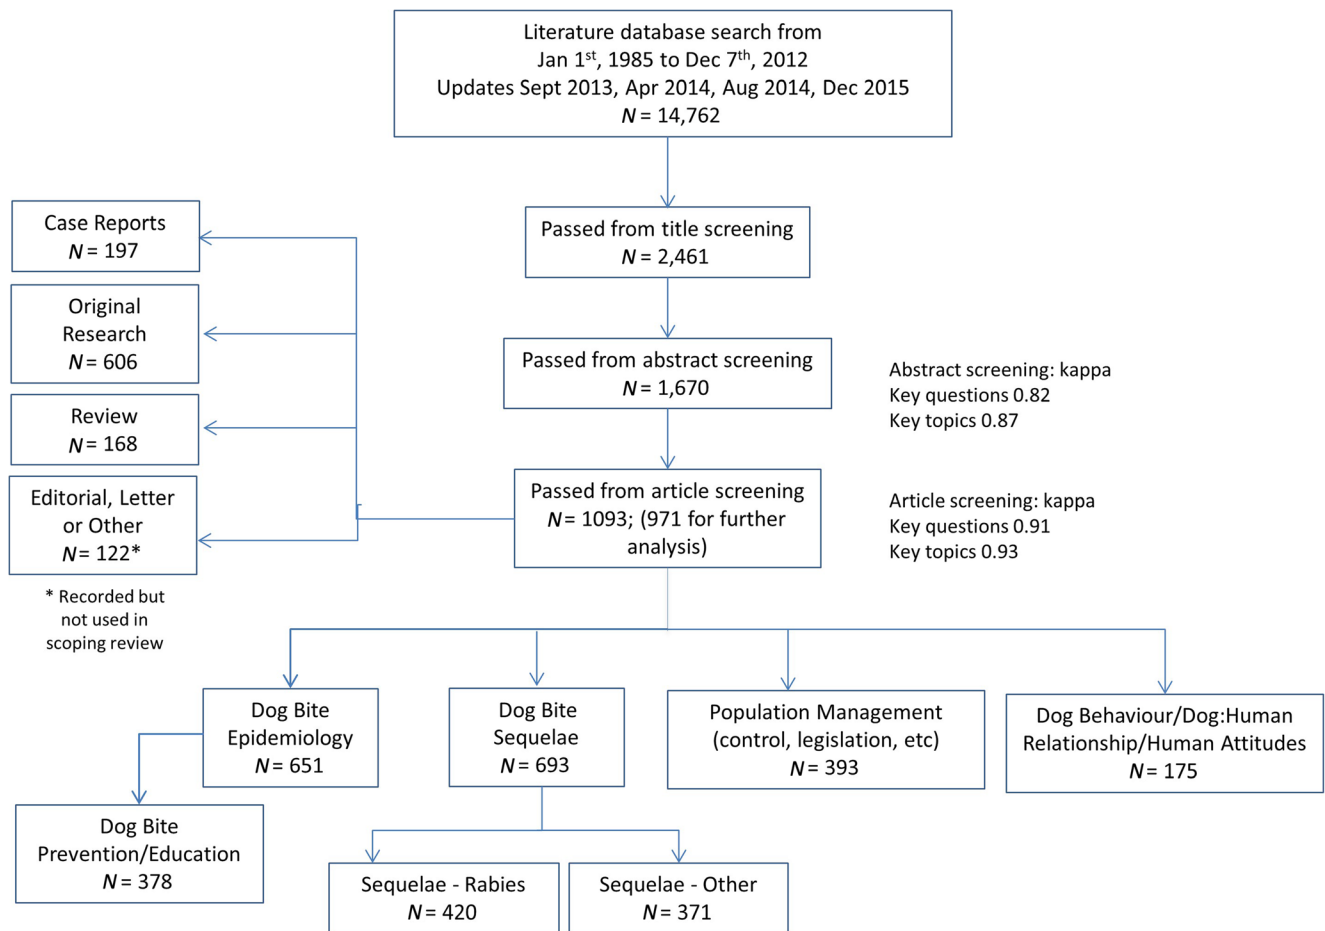 Literature database search from
Jan 1st, 1985 to Dec 7th, 2012
Updates Sept 2013, Apr 2014, Aug 2014, Dec 2015
N = 14,762
Passed from title screening
N = 2,461
Passed from abstract screening
N = 1,670
Abstract screening: kappa
Key questions 0.82
Key topics 0.87
Passed from article screening
N = 1093; (971 for further
analysis)
Article screening: kappa
Key questions 0.91
Key topics 0.93
Case Reports
N = 197
Original
Research
N = 606
Review
N = 168
Editorial, Letter
or Other
N = 122*
* Recorded but
not used in
scoping review
Dog Bite
Epidemiology
N = 651
Dog Bite
Sequelae
N = 693
Population Management
(control, legislation, etc)
N = 393
Dog Behaviour/Dog:Human
Relationship/Human Attitudes
N = 175
Dog Bite
Prevention/Education
N = 378
Sequelae - Rabies
N = 420
Sequelae - Other
N = 371